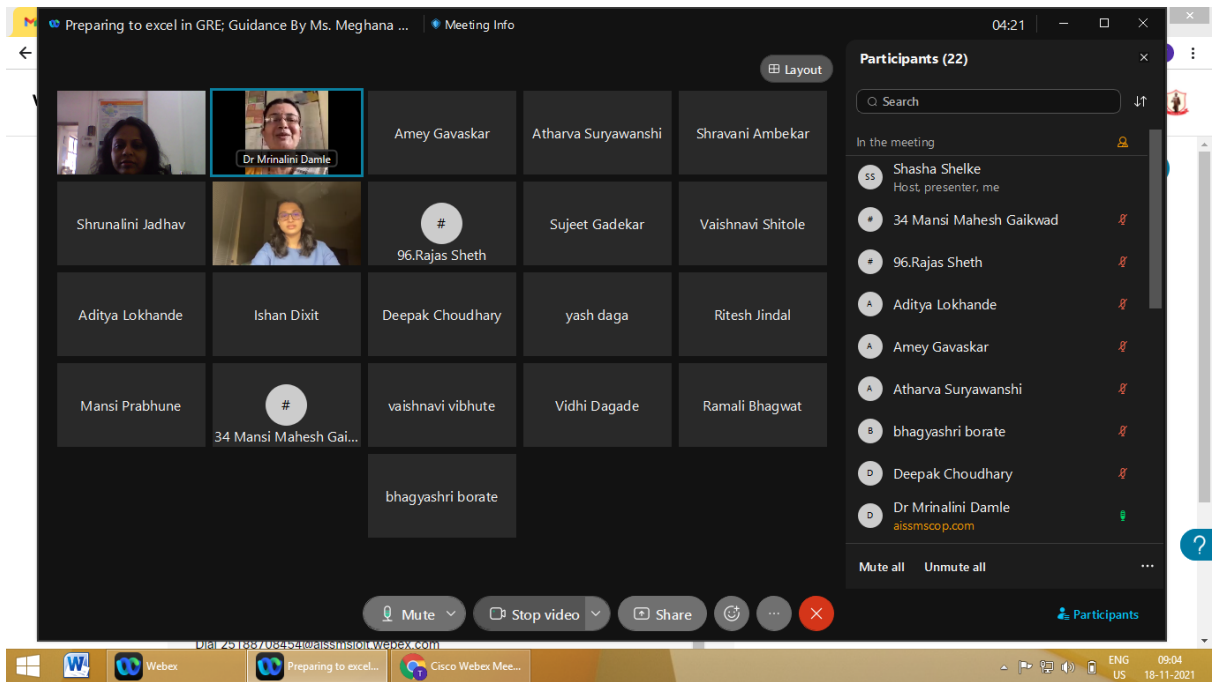 Preparing to excel in GRE; Guidance By Ms. Meghana ...
Meeting Info
04:21
Layout
Participants (22)
Search
In the meeting
Dr Mrinalini Damle
Amey Gavaskar
Atharva Suryawanshi
Shravani Ambekar
Shrunalini Jadhav
#
96.Rajas Sheth
Sujeet Gadekar
Vaishnavi Shitole
Aditya Lokhande
Ishan Dixit
Deepak Choudhary
yash daga
Ritesh Jindal
Mansi Prabhune
#
34 Mansi Mahesh Gai...
vaishnavi vibhute
Vidhi Dagade
Ramali Bhagwat
bhagyashri borate
SS
Shasha Shelke
Host, presenter, me
#
34 Mansi Mahesh Gaikwad
#
96.Rajas Sheth
A
Aditya Lokhande
A
Amey Gavaskar
A
Atharva Suryawanshi
B
bhagyashri borate
D
Deepak Choudhary
D
Dr Mrinalini Damle
aissmscop.com
Mute all
Unmute all
Mute
Stop video
Share
Participants
?
Dial 25188708454@aissmsioit.webex.com
Webex
Preparing to excel...
Cisco Webex Mee...
ENG
US
09:04
18-11-2021